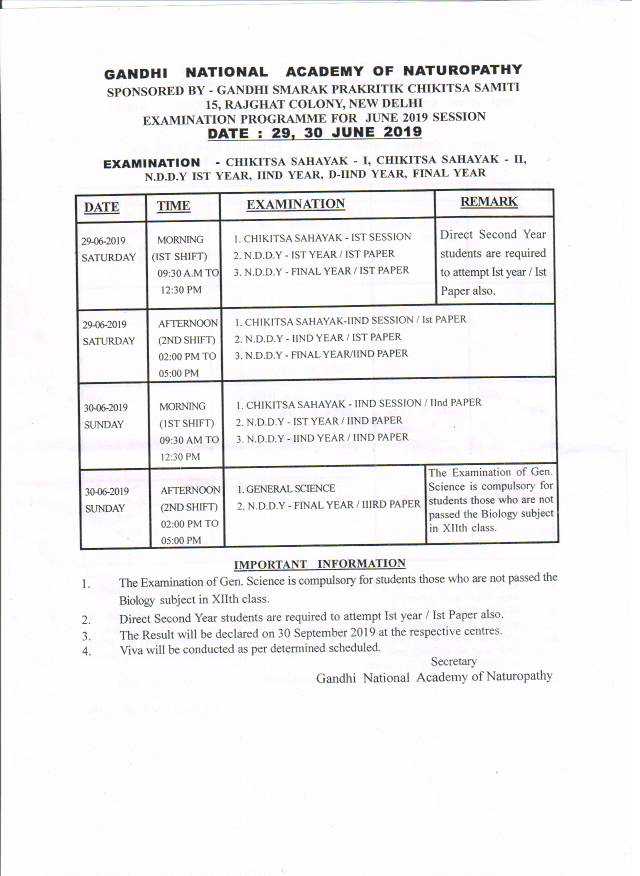 GANDHI NATIONAL ACADEMY OF NATUROPATHY
SPONSORED BY - GANDHI SMARAK PRAKRITIK CHIKITSA SAMITI
15, RAJGHAT COLONY, NEW DELHI
EXAMINATION PROGRAMME FOR JUNE 2019 SESSION
DATE : 29, 30 JUNE 2019
EXAMINATION - CHIKITSA SAHAYAK - I, CHIKITSA SAHAYAK - II,
N.D.D.Y IST YEAR, IIND YEAR, D-IIND YEAR, FINAL YEAR
DATE TIME EXAMINATION REMARK
29-06-2019
SATURDAY
MORNING
(IST SHIFT)
09:30 A.M TO
12:30 PM
1. CHIKITSA SAHAYAK - IST SESSION
2. N.D.D.Y - IST YEAR / IST PAPER
3. N.D.D.Y - FINAL YEAR / IST PAPER
Direct Second Year
students are required
to attempt Ist year / Ist
Paper also.
29-06-2019
SATURDAY
AFTERNOON
(2ND SHIFT)
02:00 PM TO
05:00 PM
1. CHIKITSA SAHAYAK-IIND SESSION / Ist PAPER
2. N.D.D.Y - IIND YEAR / IST PAPER
3. N.D.D.Y - FINAL YEAR/IIND PAPER
30-06-2019
SUNDAY
MORNING
(1ST SHIFT)
09:30 AM TO
12:30 PM
1. CHIKITSA SAHAYAK - IIND SESSION / IInd PAPER
2. N.D.D.Y - IST YEAR / IIND PAPER
3. N.D.D.Y - IIND YEAR / IIND PAPER
30-06-2019
SUNDAY
AFTERNOON
(2ND SHIFT)
02:00 PM TO
05:00 PM
1. GENERAL SCIENCE
2. N.D.D.Y - FINAL YEAR / IIIRD PAPER
The Examination of Gen.
Science is compulsory for
students those who are not
passed the Biology subject
in XIIth class.
IMPORTANT INFORMATION
1. The Examination of Gen. Science is compulsory for students those who are not passed the
Biology subject in XIIth class.
2. Direct Second Year students are required to attempt Ist year / Ist Paper also.
3. The Result will be declared on 30 September 2019 at the respective centres.
4. Viva will be conducted as per determined scheduled.
Secretary
Gandhi National Academy of Naturopathy